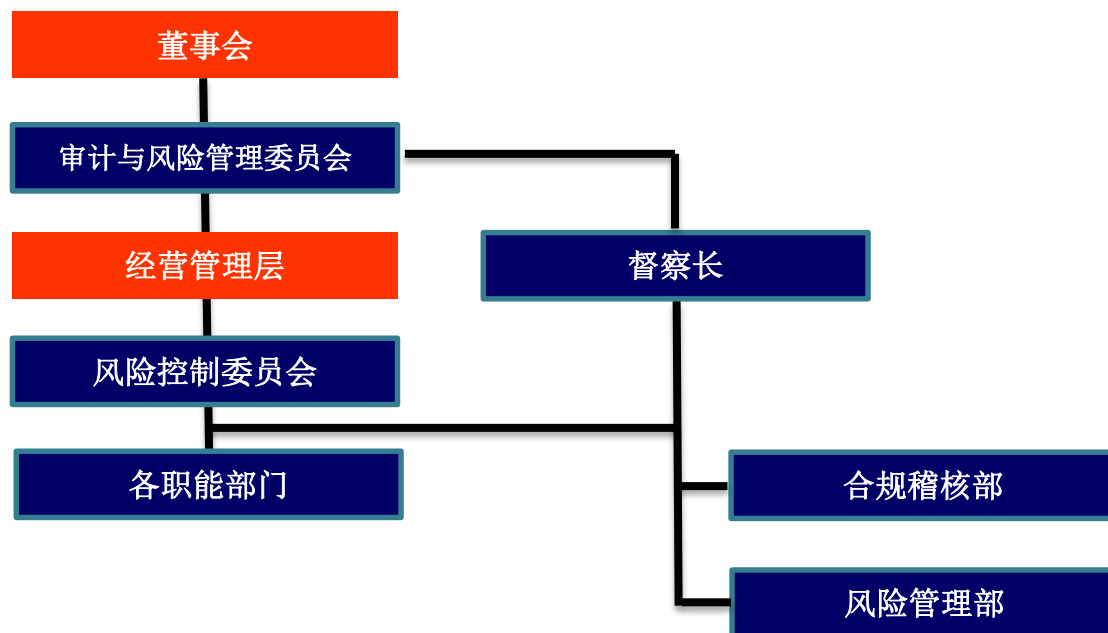 董事会
审计与风险管理委员会
经营管理层
督察长
风险控制委员会
各职能部门
合规稽核部
风险管理部